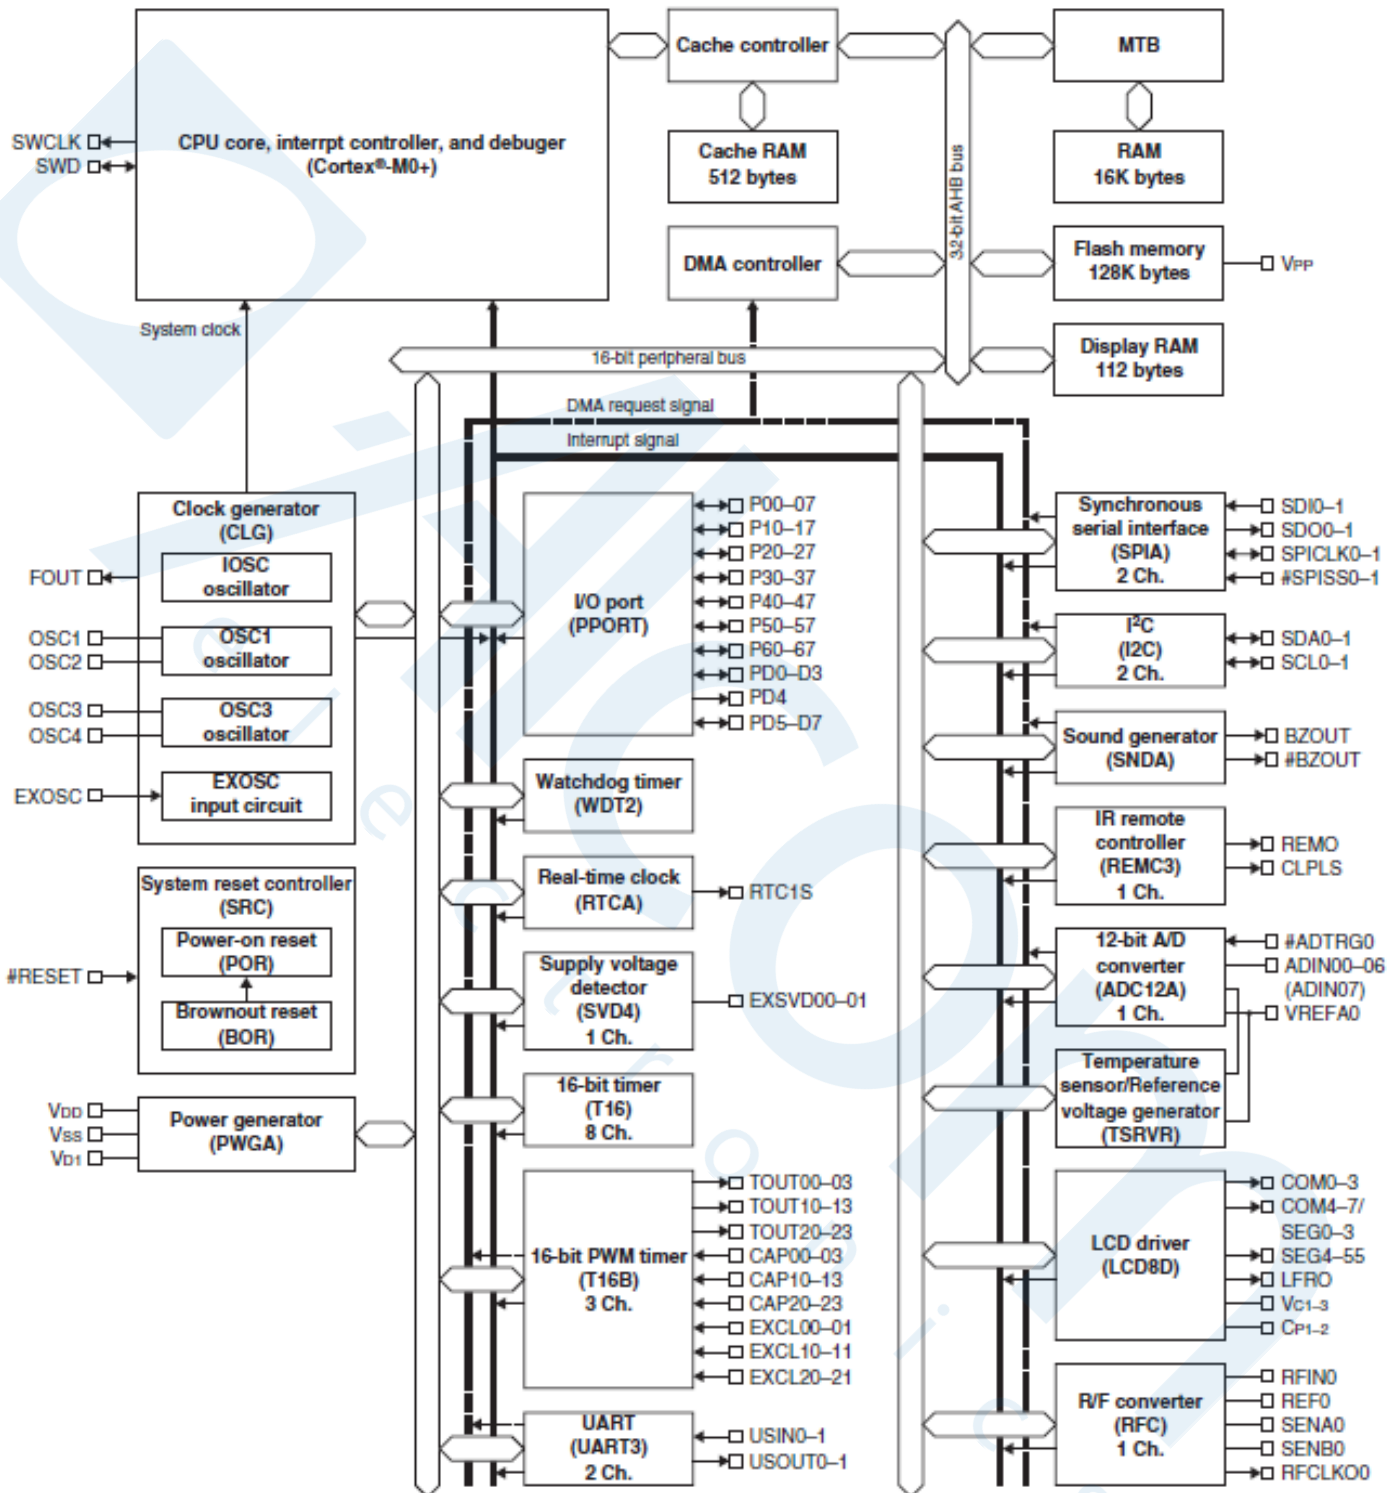 CPU core, interrpt controller, and debuger
(Cortex®-M0+)
SWCLK
SWD
Cache controller
Cache RAM
512 bytes
DMA controller
32-bit AHB bus
MTB
RAM
16K bytes
Flash memory
128K bytes
VPP
Display RAM
112 bytes
System clock
16-bit peripheral bus
DMA request signal
Interrupt signal
Clock generator
(CLG)
IOSC
oscillator
OSC1
oscillator
OSC3
oscillator
EXOSC
input circuit
FOUT
OSC1
OSC2
OSC3
OSC4
EXOSC
System reset controller
(SRC)
Power-on reset
(POR)
Brownout reset
(BOR)
#RESET
Power generator
(PWGA)
VDD
VSS
VD1
I/O port
(PPORT)
P00–07
P10–17
P20–27
P30–37
P40–47
P50–57
P60–67
PD0–D3
PD4
PD5–D7
Watchdog timer
(WDT2)
Real-time clock
(RTCA)
RTC1S
Supply voltage
detector
(SVD4)
1 Ch.
EXSVD00–01
16-bit timer
(T16)
8 Ch.
16-bit PWM timer
(T16B)
3 Ch.
TOUT00–03
TOUT10–13
TOUT20–23
CAP00–03
CAP10–13
CAP20–23
EXCL00–01
EXCL10–11
EXCL20–21
UART
(UART3)
2 Ch.
USIN0–1
USOUT0–1
Synchronous
serial interface
(SPIA)
2 Ch.
SDI0–1
SDO0–1
SPICLK0–1
#SPISS0–1
I²C
(I2C)
2 Ch.
SDA0–1
SCL0–1
Sound generator
(SNDA)
BZOUT
#BZOUT
IR remote
controller
(REMC3)
1 Ch.
REMO
CLPLS
12-bit A/D
converter
(ADC12A)
1 Ch.
#ADTRG0
ADIN00–06
(ADIN07)
VREFA0
Temperature
sensor/Reference
voltage generator
(TSRVR)
LCD driver
(LCD8D)
COM0–3
COM4–7/
SEG0–3
SEG4–55
LFRO
VC1–3
CP1–2
R/F converter
(RFC)
1 Ch.
RFIN0
REF0
SENA0
SENB0
RFCLKO0